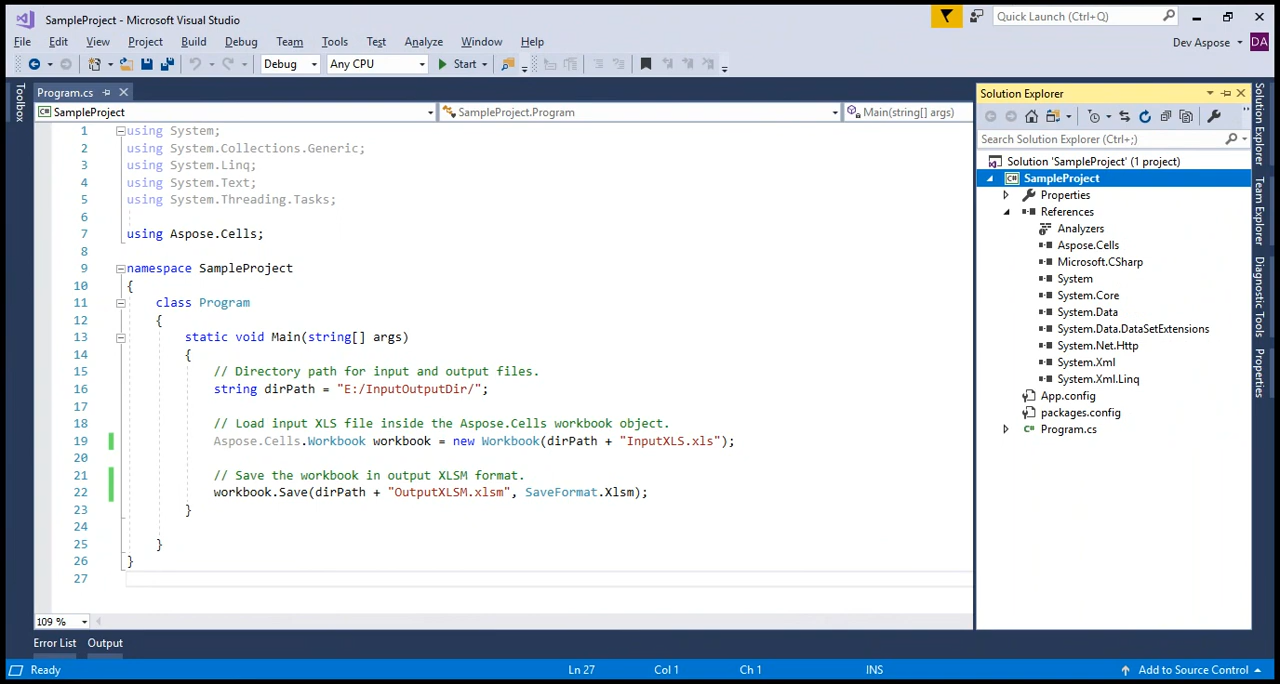 SampleProject - Microsoft Visual Studio
Quick Launch (Ctrl+Q)
File Edit View Project Build Debug Team Tools Test Analyze Window Help
Dev Aspose DA
Debug Any CPU Start
Toolbox
Program.cs
SampleProject SampleProject.Program Main(string[] args)
1 using System;
2 using System.Collections.Generic;
3 using System.Linq;
4 using System.Text;
5 using System.Threading.Tasks;
6
7 using Aspose.Cells;
8
9 namespace SampleProject
10 {
11 class Program
12 {
13 static void Main(string[] args)
14 {
15 // Directory path for input and output files.
16 string dirPath = "E:/InputOutputDir/";
17
18 // Load input XLS file inside the Aspose.Cells workbook object.
19 Aspose.Cells.Workbook workbook = new Workbook(dirPath + "InputXLS.xls");
20
21 // Save the workbook in output XLSM format.
22 workbook.Save(dirPath + "OutputXLSM.xlsm", SaveFormat.Xlsm);
23 }
24
25 }
26 }
27
109 %
Solution Explorer
Search Solution Explorer (Ctrl+;)
Solution 'SampleProject' (1 project)
C# SampleProject
Properties
References
Analyzers
Aspose.Cells
Microsoft.CSharp
System
System.Core
System.Data
System.Data.DataSetExtensions
System.Net.Http
System.Xml
System.Xml.Linq
App.config
packages.config
C# Program.cs
Solution Explorer
Team Explorer
Diagnostic Tools
Properties
Error List Output
Ready Ln 27 Col 1 Ch 1 INS Add to Source Control